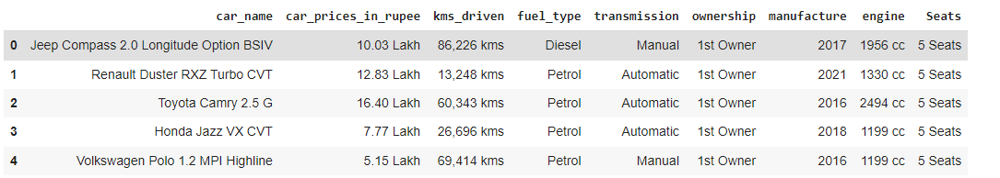 car_name car_prices_in_rupee kms_driven fuel_type transmission ownership manufacture engine Seats
0 Jeep Compass 2.0 Longitude Option BSIV 10.03 Lakh 86,226 kms Diesel Manual 1st Owner 2017 1956 cc 5 Seats
1 Renault Duster RXZ Turbo CVT 12.83 Lakh 13,248 kms Petrol Automatic 1st Owner 2021 1330 cc 5 Seats
2 Toyota Camry 2.5 G 16.40 Lakh 60,343 kms Petrol Automatic 1st Owner 2016 2494 cc 5 Seats
3 Honda Jazz VX CVT 7.77 Lakh 26,696 kms Petrol Automatic 1st Owner 2018 1199 cc 5 Seats
4 Volkswagen Polo 1.2 MPI Highline 5.15 Lakh 69,414 kms Petrol Manual 1st Owner 2016 1199 cc 5 Seats